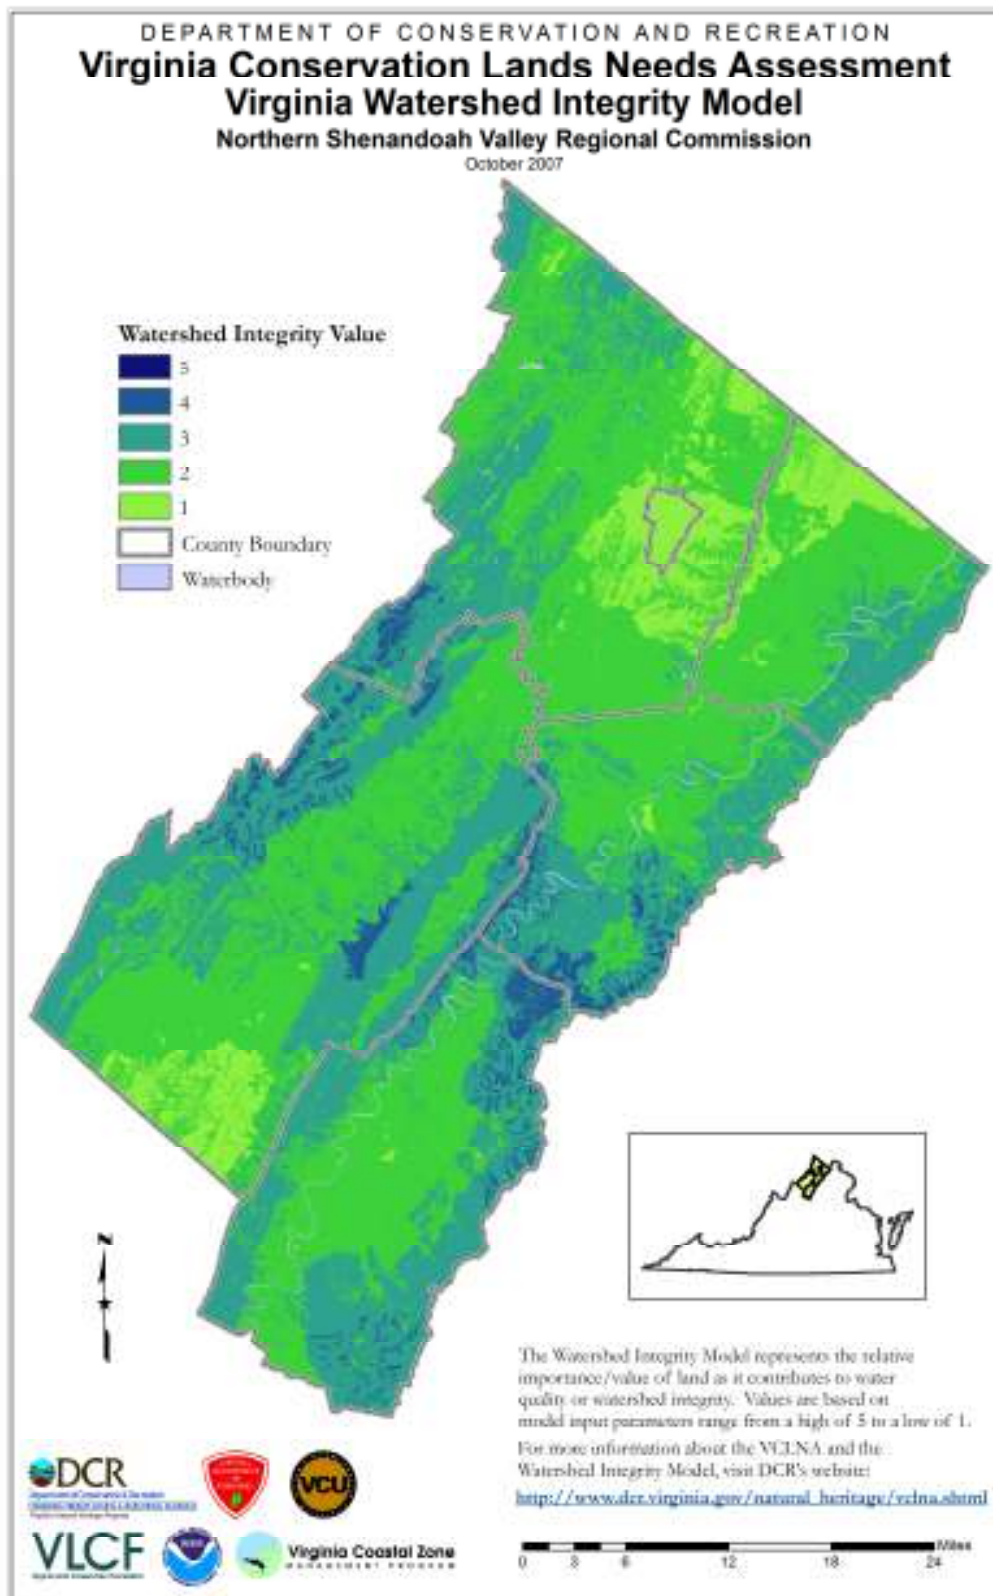 DEPARTMENT OF CONSERVATION AND RECREATION
Virginia Conservation Lands Needs Assessment
Virginia Watershed Integrity Model
Northern Shenandoah Valley Regional Commission
October 2007
Watershed Integrity Value
5
4
3
2
1
County Boundary
Waterbody
N
The Watershed Integrity Model represents the relative
importance/value of land as it contributes to water
quality or watershed integrity. Values are based on
model input parameters range from a high of 5 to a low of 1.
For more information about the VCLNA and the
Watershed Integrity Model, visit DCR's website:
http://www.dcr.virginia.gov/natural_heritage/vclna.shtml
DCR
VCU
VLCF
Virginia Coastal Zone
MANAGEMENT PROGRAM
Miles
0 3 6 12 18 24